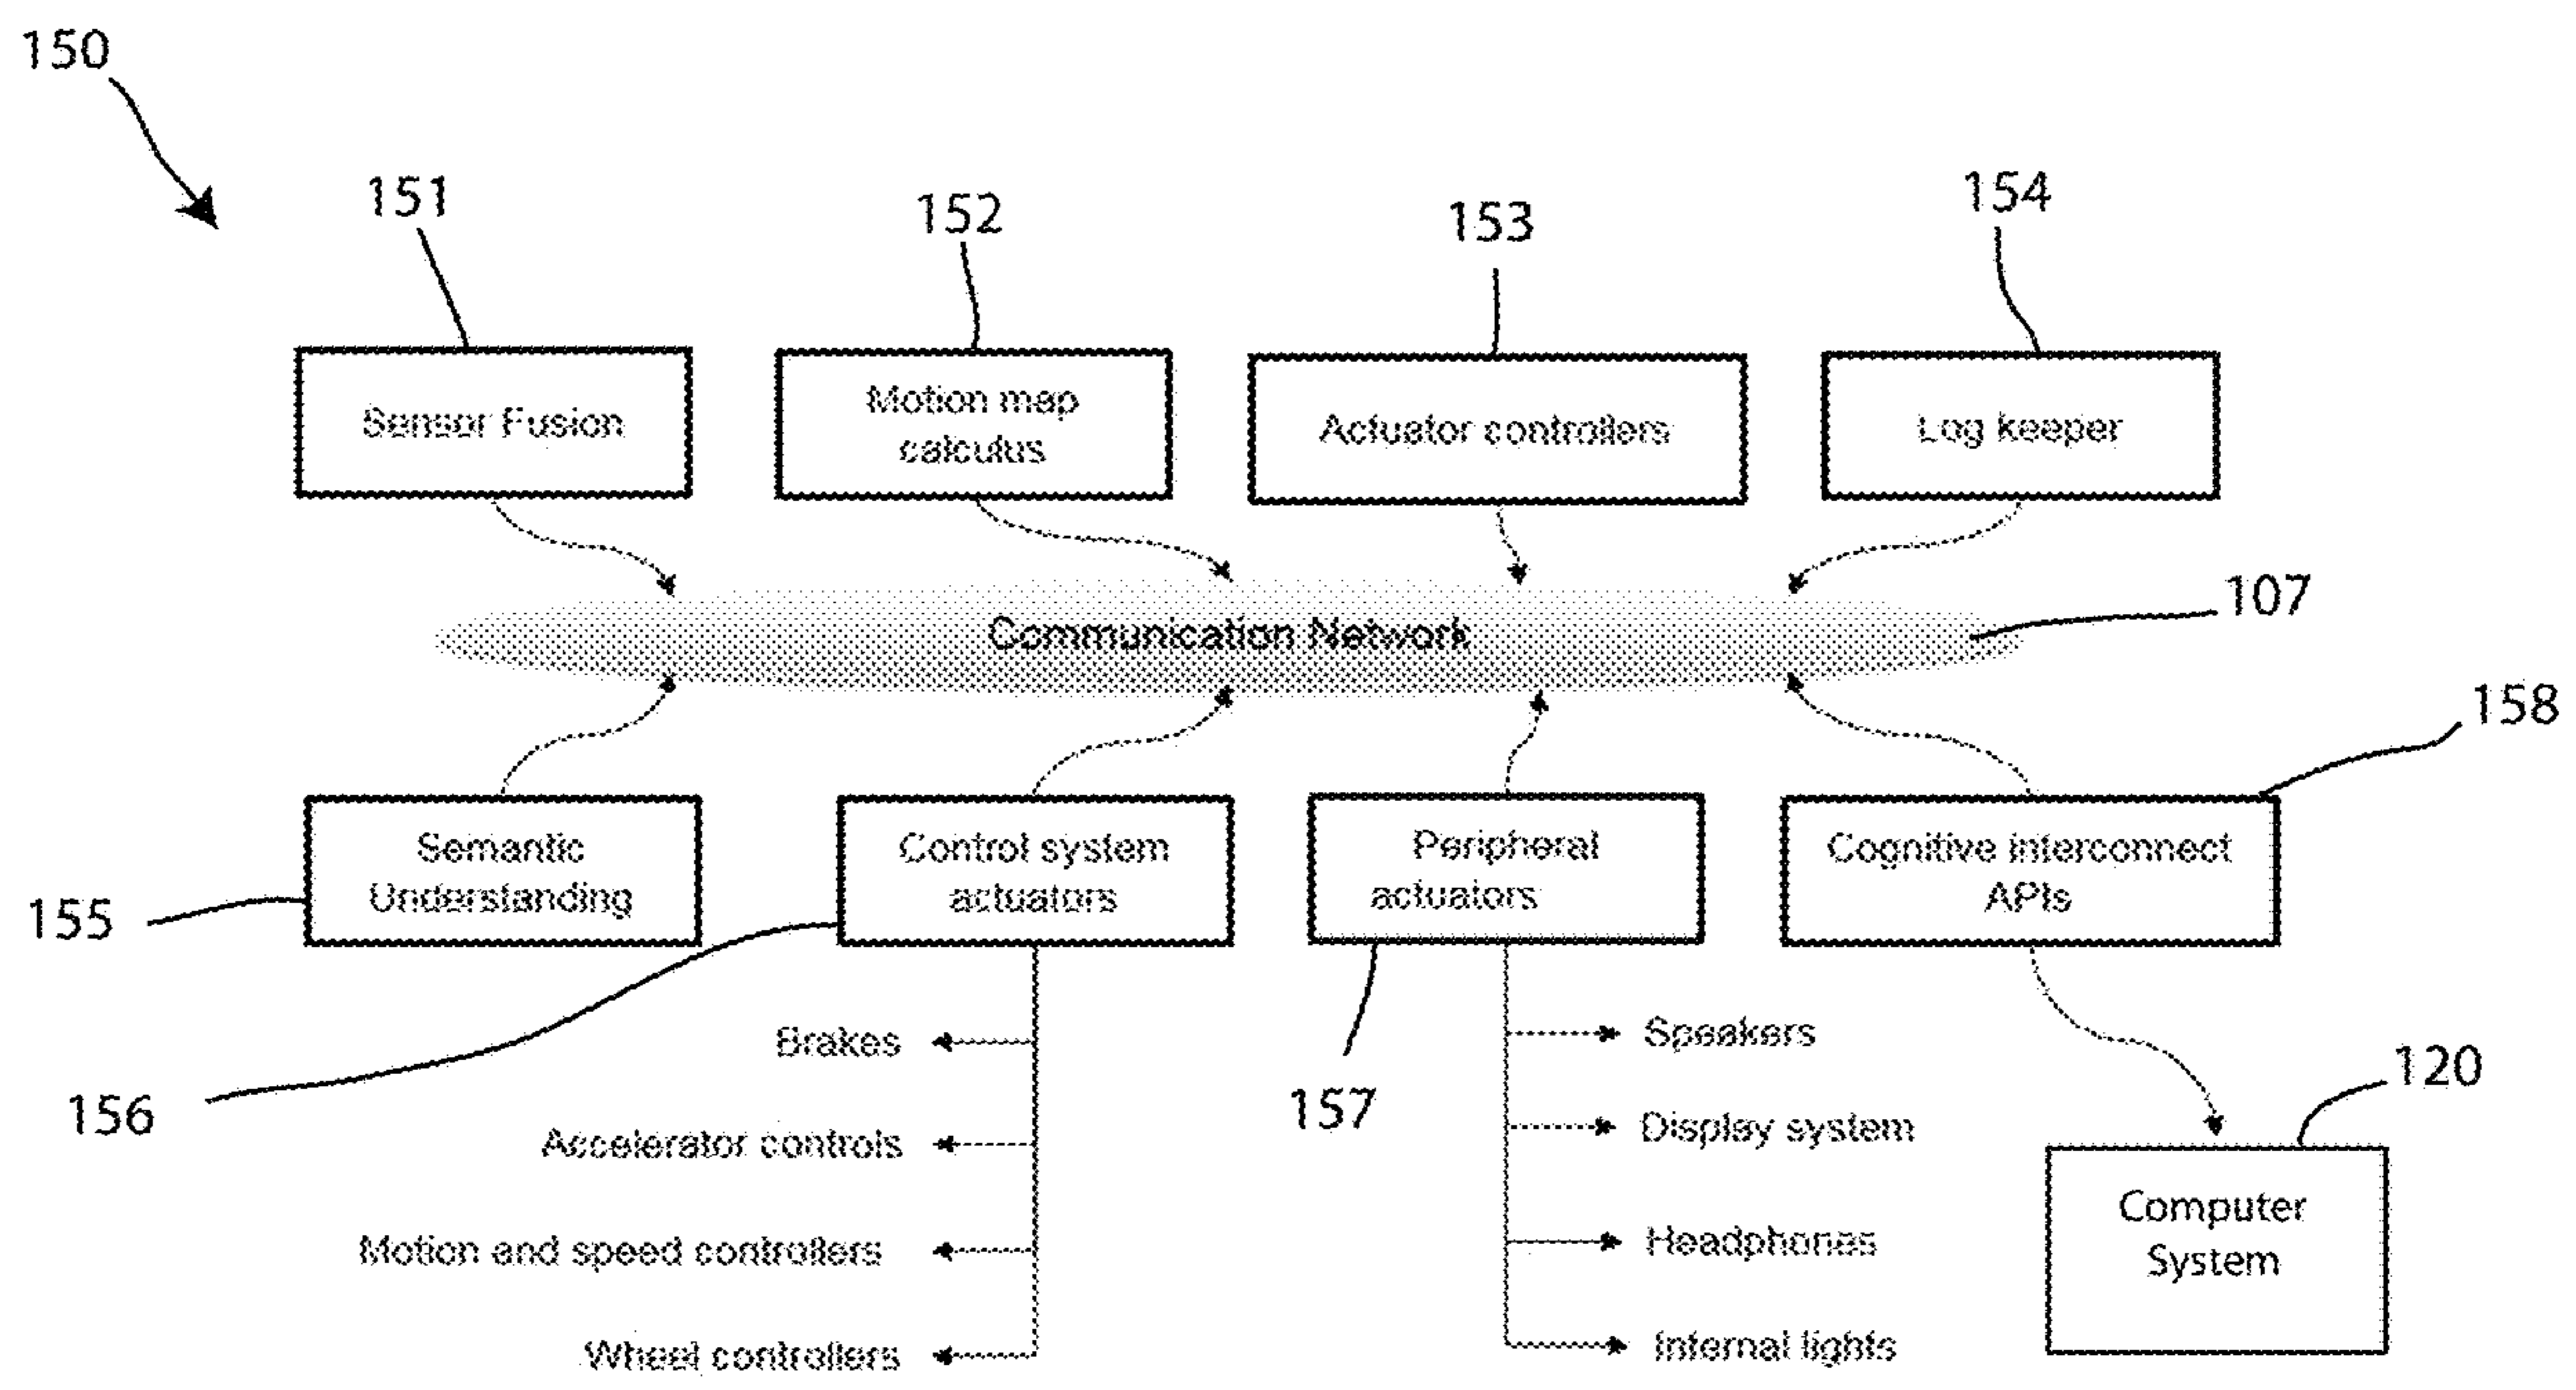 150
151
152
153
154
Sensor Fusion
Motion map
calculus
Actuator controllers
Log keeper
Communication Network
107
158
Semantic
Understanding
Control system
actuators
Peripheral
actuators
Cognitive interconnect
APIs
155
156
157
120
Brakes
Accelerator controls
Motion and speed controllers
Wheel controllers
Speakers
Display system
Headphones
Internal lights
Computer
System